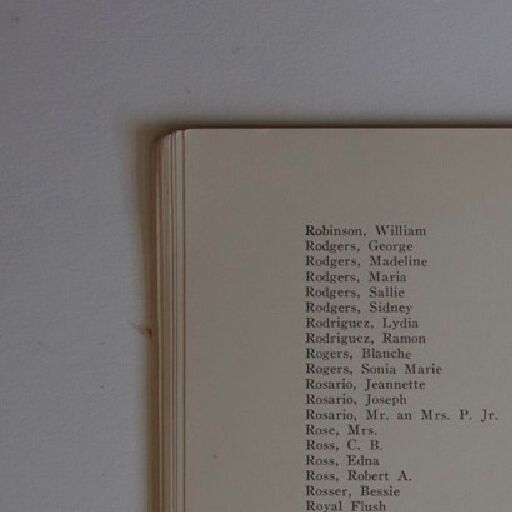 Robinson, William
Rodgers, George
Rodgers, Madeline
Rodgers, Maria
Rodgers, Sallie
Rodgers, Sidney
Rodriguez, Lydia
Rodriguez, Ramon
Rogers, Blanche
Rogers, Sonia Marie
Rosario, Jeannette
Rosario, Joseph
Rosario, Mr. an Mrs. P. Jr.
Rose, Mrs.
Ross, C. B.
Ross, Edna
Ross, Robert A.
Rosser, Bessie
Royal Flush